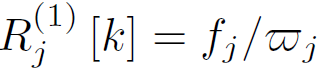 $R_j^{(1)}[k] = f_j / \varpi_j$